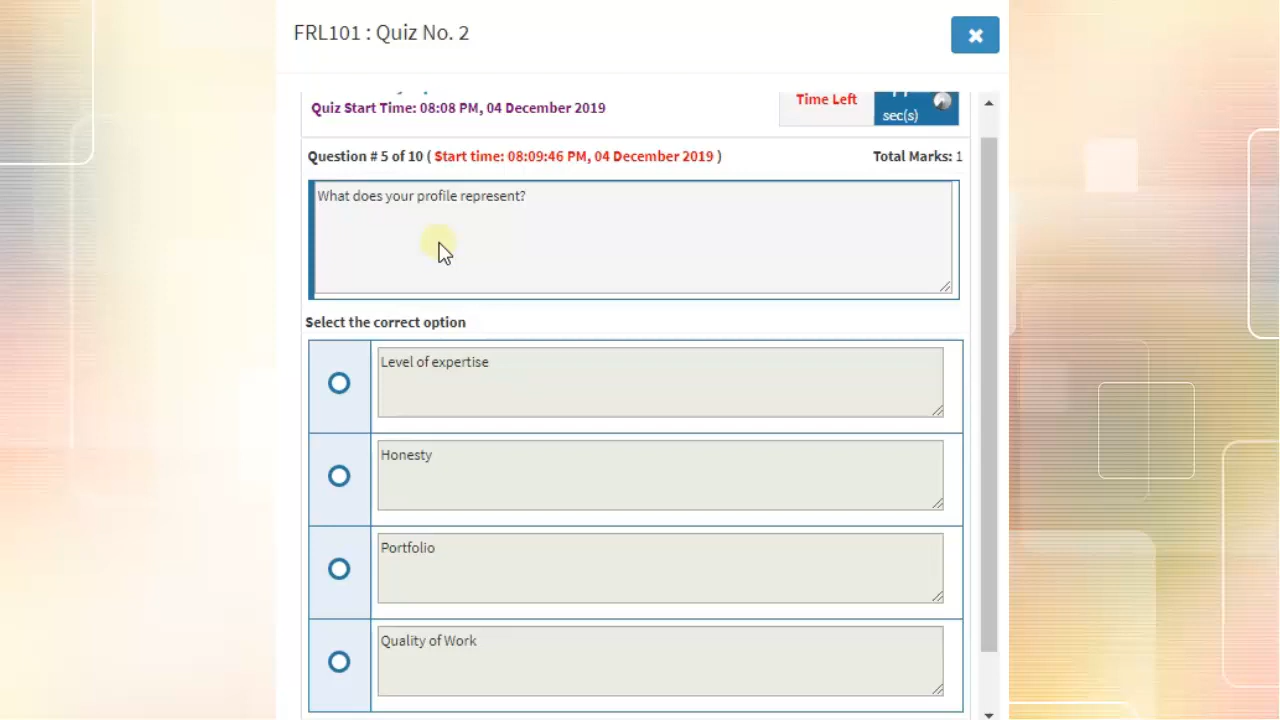 FRL101 : Quiz No. 2
Quiz Start Time: 08:08 PM, 04 December 2019
Time Left
sec(s)
Question # 5 of 10 ( Start time: 08:09:46 PM, 04 December 2019 )
Total Marks: 1
What does your profile represent?
Select the correct option
Level of expertise
Honesty
Portfolio
Quality of Work